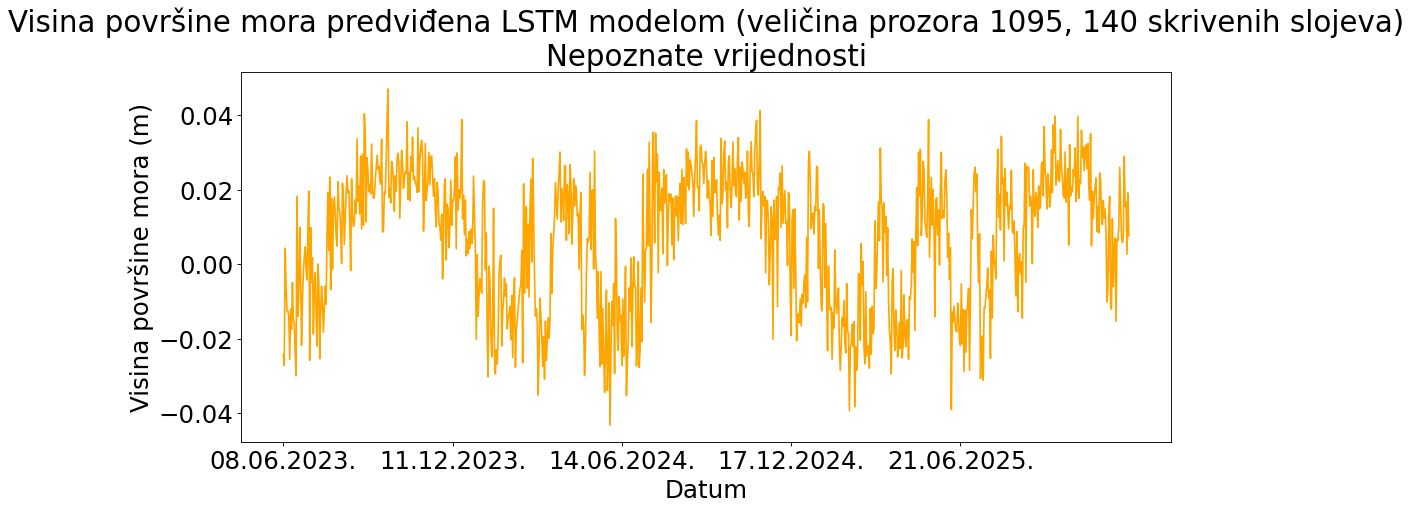 Visina površine mora predviđena LSTM modelom (veličina prozora 1095, 140 skrivenih slojeva)
Nepoznate vrijednosti
Visina površine mora (m)
0.04
0.02
0.00
−0.02
−0.04
08.06.2023. 11.12.2023. 14.06.2024. 17.12.2024. 21.06.2025.
Datum